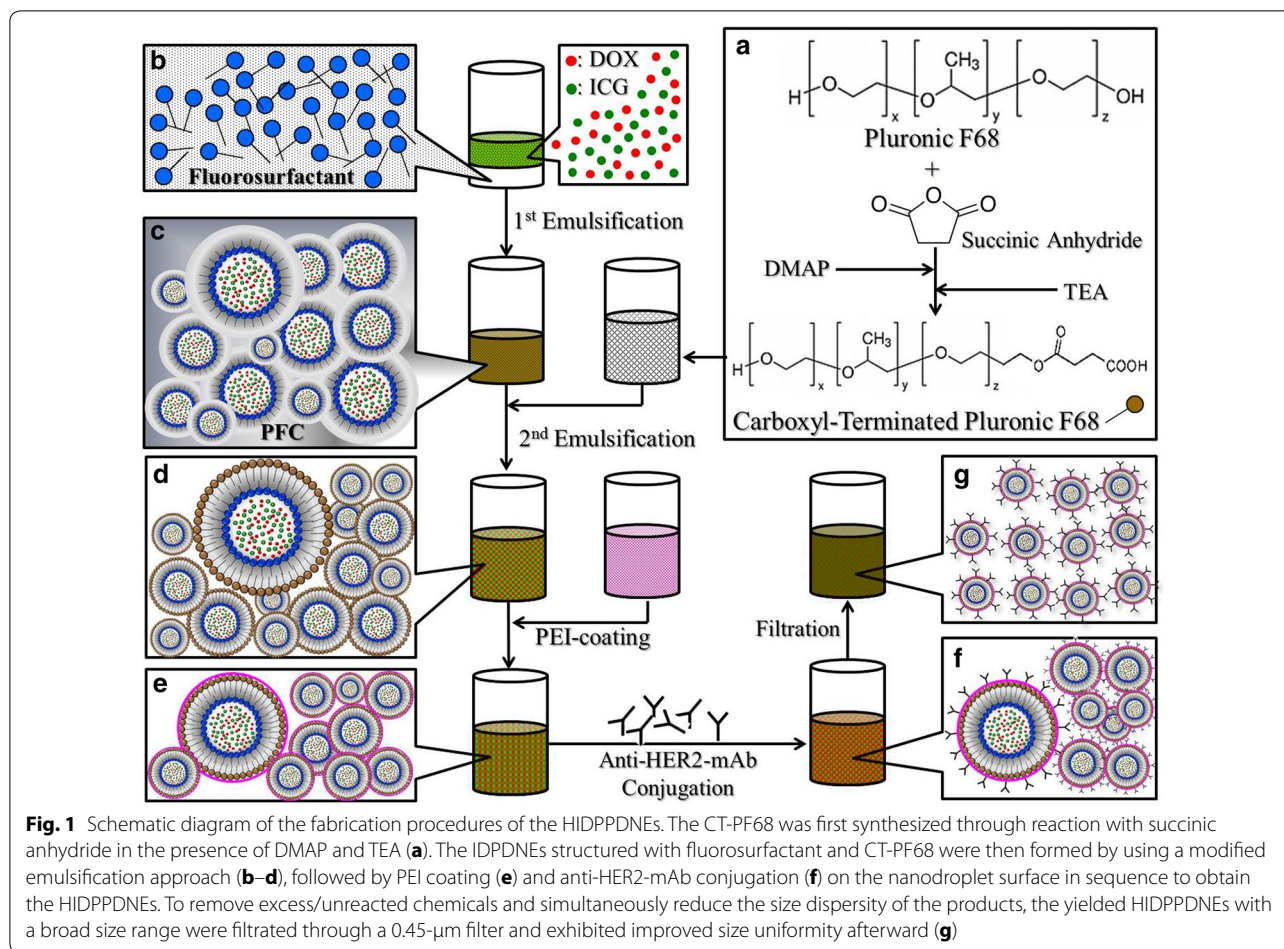 b
Fluorosurfactant
: DOX
: ICG
a
H
O
x
O
CH3
y
O
z
OH
Pluronic F68
+
O
O
O
Succinic Anhydride
DMAP
TEA
H
O
x
O
CH3
y
O
z
O
O
COOH
Carboxyl-Terminated Pluronic F68
1st Emulsification
c
PFC
2nd Emulsification
d
PEI-coating
e
Anti-HER2-mAb
Conjugation
Filtration
g
f
Fig. 1 Schematic diagram of the fabrication procedures of the HIDPPDNEs. The CT-PF68 was first synthesized through reaction with succinic
anhydride in the presence of DMAP and TEA (a). The IDPDNEs structured with fluorosurfactant and CT-PF68 were then formed by using a modified
emulsification approach (b–d), followed by PEI coating (e) and anti-HER2-mAb conjugation (f) on the nanodroplet surface in sequence to obtain
the HIDPPDNEs. To remove excess/unreacted chemicals and simultaneously reduce the size dispersity of the products, the yielded HIDPPDNEs with
a broad size range were filtrated through a 0.45-µm filter and exhibited improved size uniformity afterward (g)